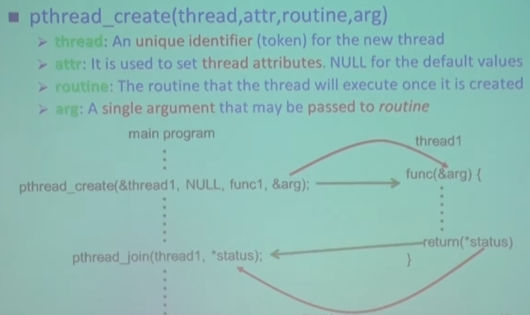 pthread_create(thread,attr,routine,arg)
thread: An unique identifier (token) for the new thread
attr: It is used to set thread attributes. NULL for the default values
routine: The routine that the thread will execute once it is created
arg: A single argument that may be passed to routine
main program
thread1
pthread_create(&thread1, NULL, func1, &arg);
func(&arg) {
pthread_join(thread1, *status);
return(*status)
}